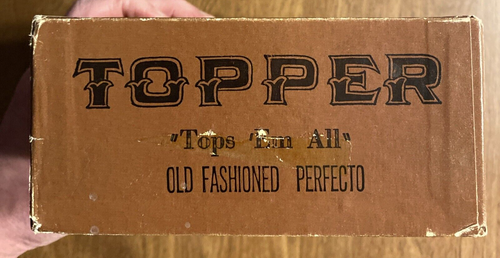 TOPPER
"Tops 'Em All"
OLD FASHIONED PERFECTO